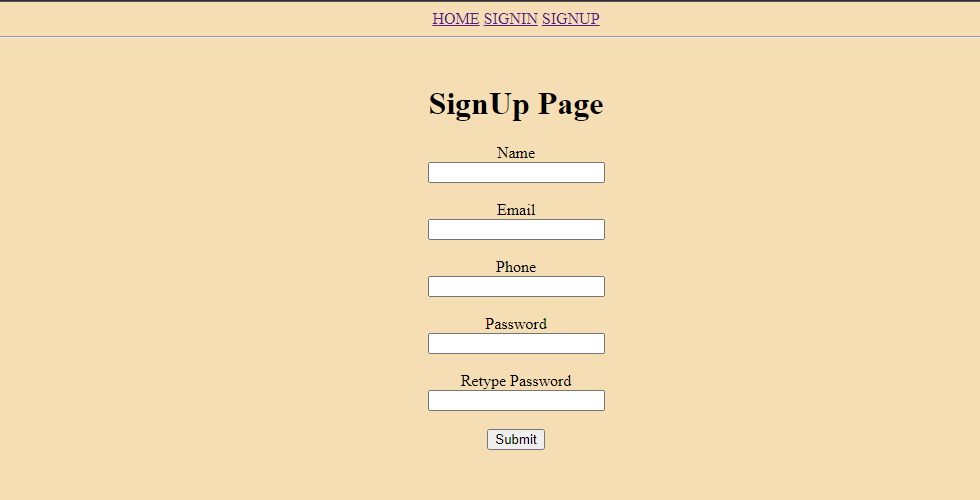 HOME SIGNIN SIGNUP
SignUp Page
Name
Email
Phone
Password
Retype Password
Submit